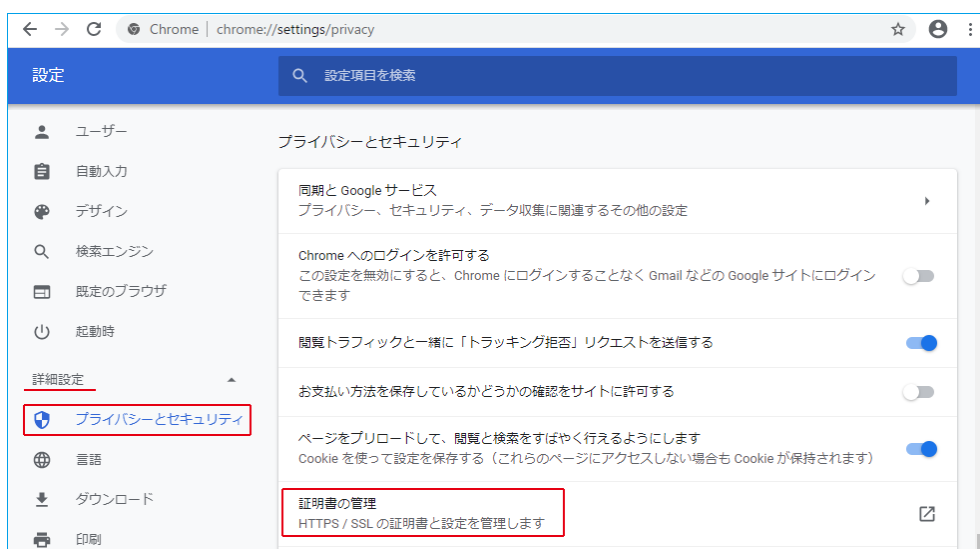 Chrome | chrome://settings/privacy
設定
設定項目を検索
ユーザー
自動入力
デザイン
検索エンジン
既定のブラウザ
起動時
詳細設定
プライバシーとセキュリティ
言語
ダウンロード
印刷
プライバシーとセキュリティ
同期と Google サービス
プライバシー、セキュリティ、データ収集に関連するその他の設定
Chrome へのログインを許可する
この設定を無効にすると、Chrome にログインすることなく Gmail などの Google サイトにログイン
できます
閲覧トラフィックと一緒に「トラッキング拒否」リクエストを送信する
お支払い方法を保存しているかどうかの確認をサイトに許可する
ページをプリロードして、閲覧と検索をすばやく行えるようにします
Cookie を使って設定を保存する（これらのページにアクセスしない場合も Cookie が保持されます）
証明書の管理
HTTPS / SSL の証明書と設定を管理します